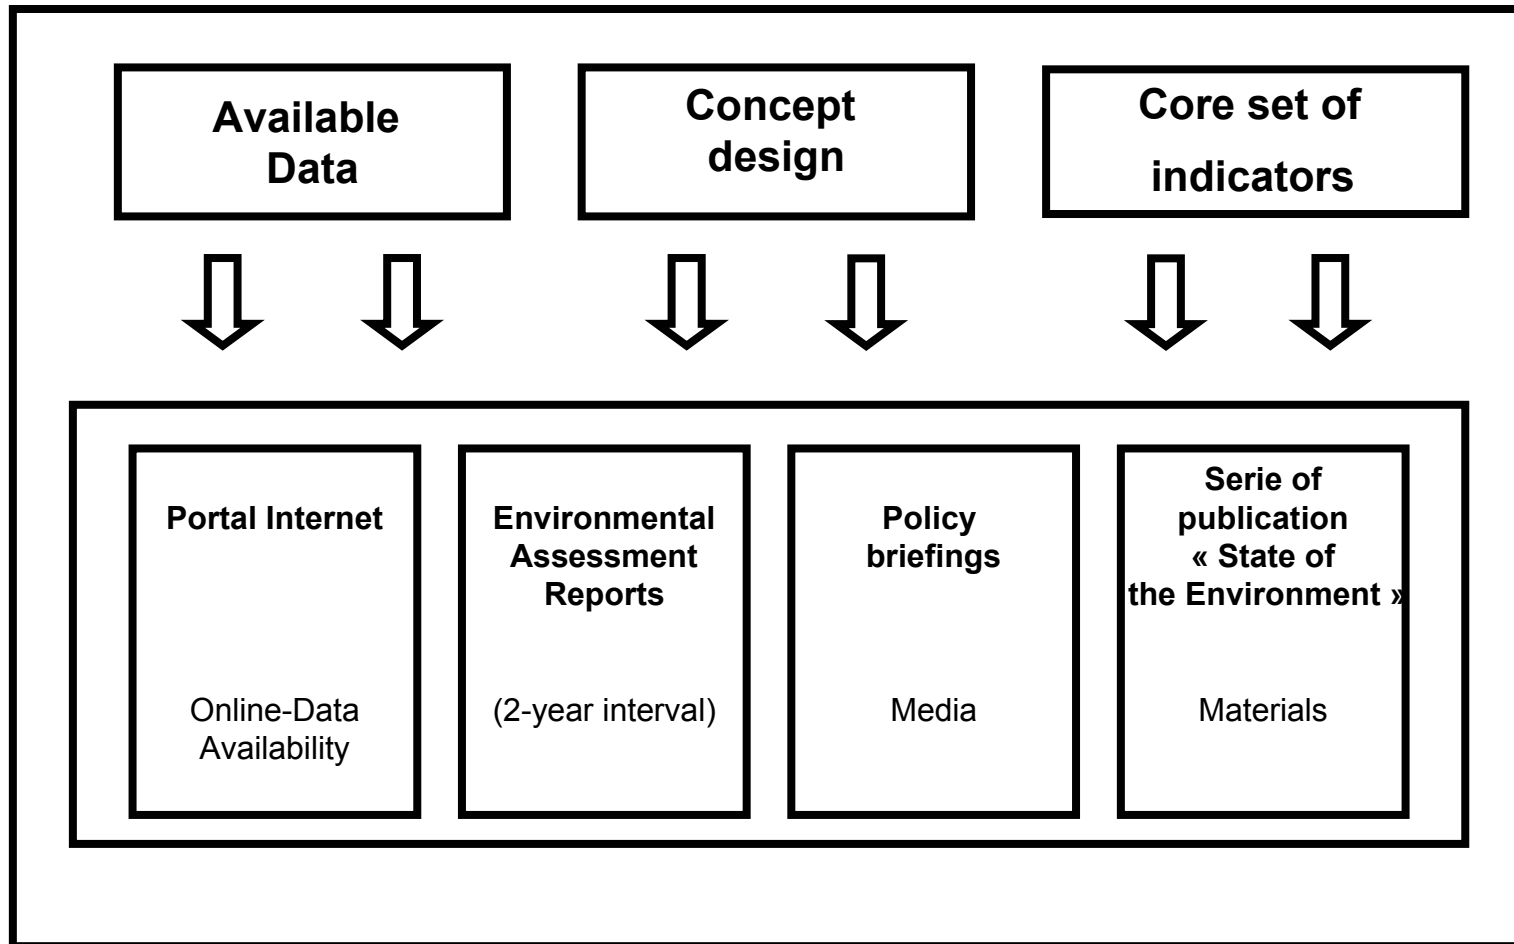 Available
Data
Concept
design
Core set of
indicators
Portal Internet
Online-Data
Availability
Environmental
Assessment
Reports
(2-year interval)
Policy
briefings
Media
Serie of
publication
« State of
the Environment »
Materials